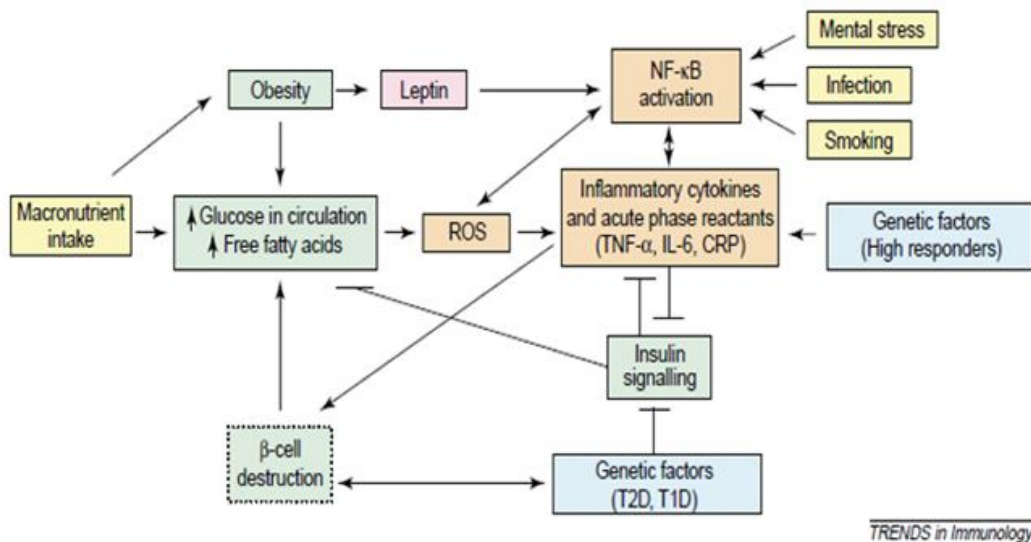 Mental stress
NF-κB
activation
Obesity
Leptin
Infection
Smoking
Macronutrient
intake
Glucose in circulation
Free fatty acids
ROS
Inflammatory cytokines
and acute phase reactants
(TNF-α, IL-6, CRP)
Genetic factors
(High responders)
Insulin
signalling
β-cell
destruction
Genetic factors
(T2D, T1D)
TRENDS in Immunology